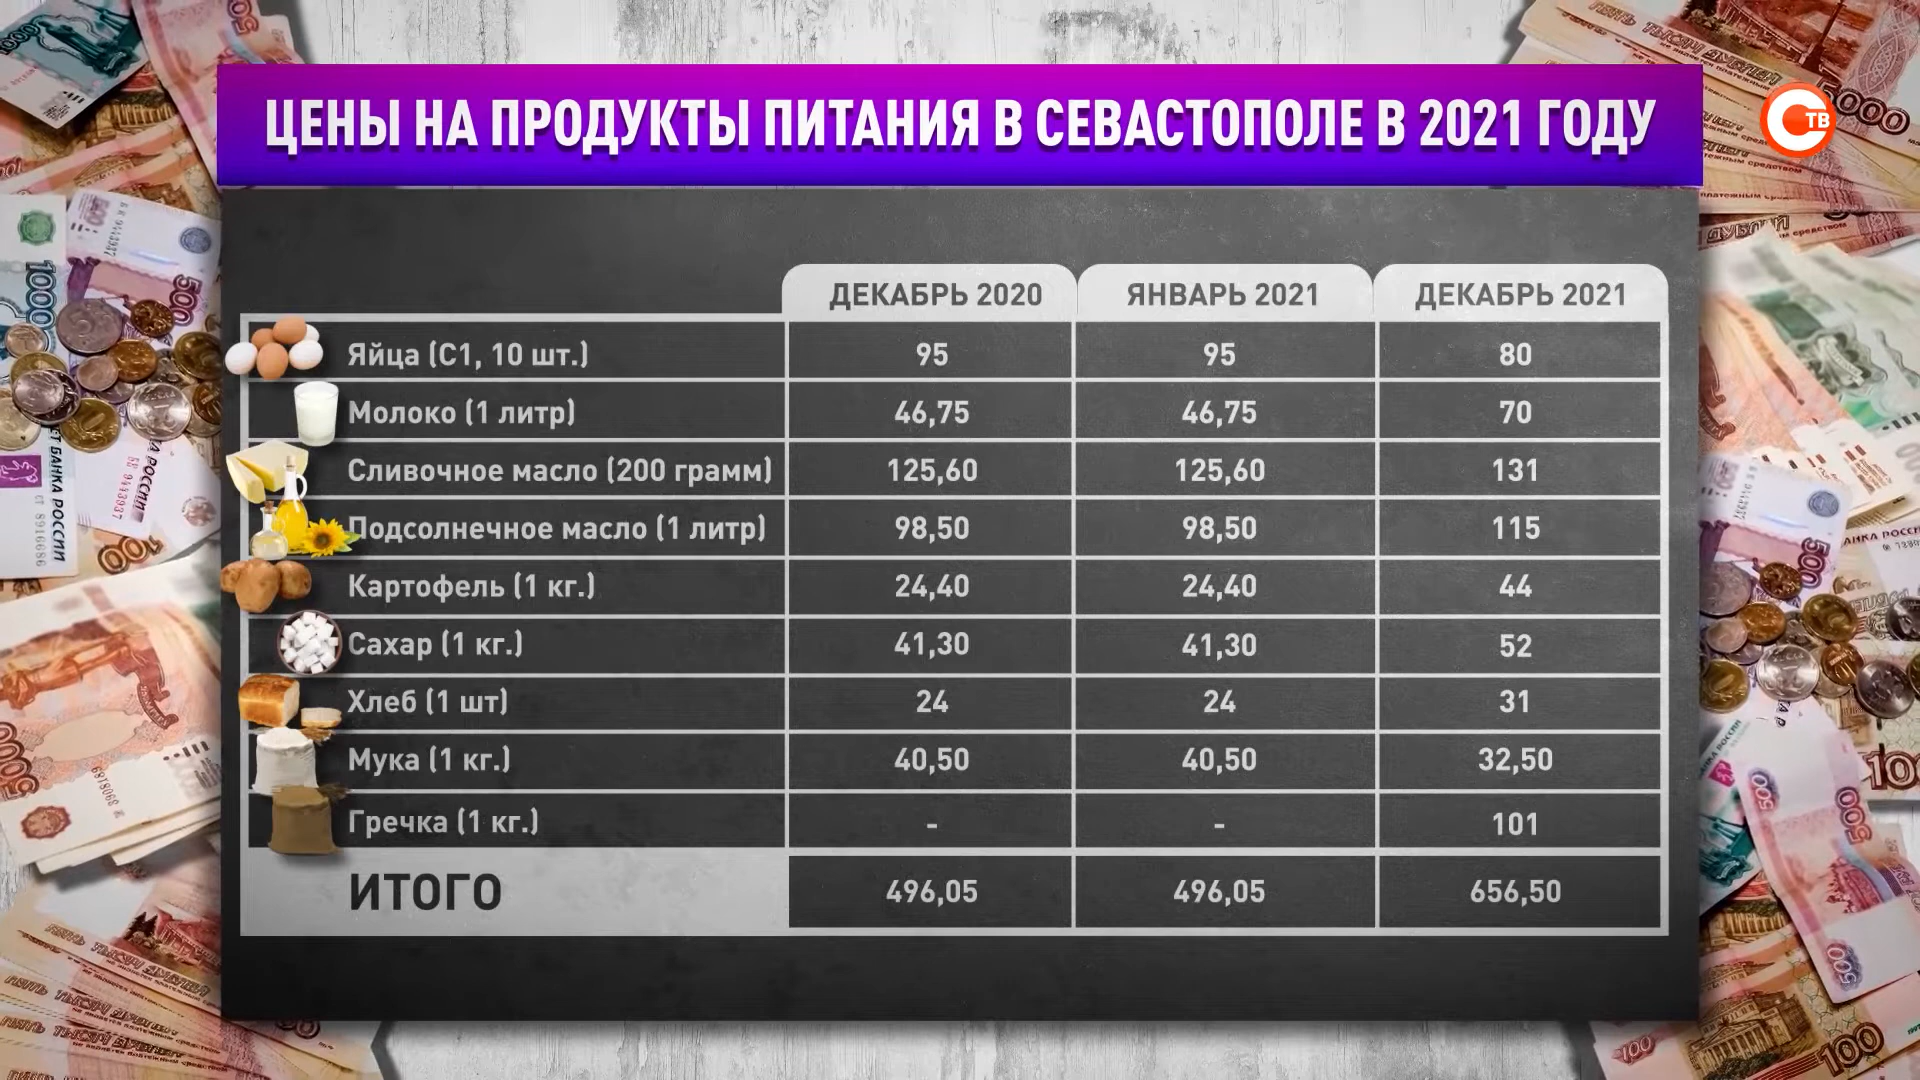 ЦЕНЫ НА ПРОДУКТЫ ПИТАНИЯ В СЕВАСТОПОЛЕ В 2021 ГОДУ
СТВ
ДЕКАБРЬ 2020 ЯНВАРЬ 2021 ДЕКАБРЬ 2021
Яйца (С1, 10 шт.) 95 95 80
Молоко (1 литр) 46,75 46,75 70
Сливочное масло (200 грамм) 125,60 125,60 131
Подсолнечное масло (1 литр) 98,50 98,50 115
Картофель (1 кг.) 24,40 24,40 44
Сахар (1 кг.) 41,30 41,30 52
Хлеб (1 шт) 24 24 31
Мука (1 кг.) 40,50 40,50 32,50
Гречка (1 кг.) - - 101
ИТОГО 496,05 496,05 656,50